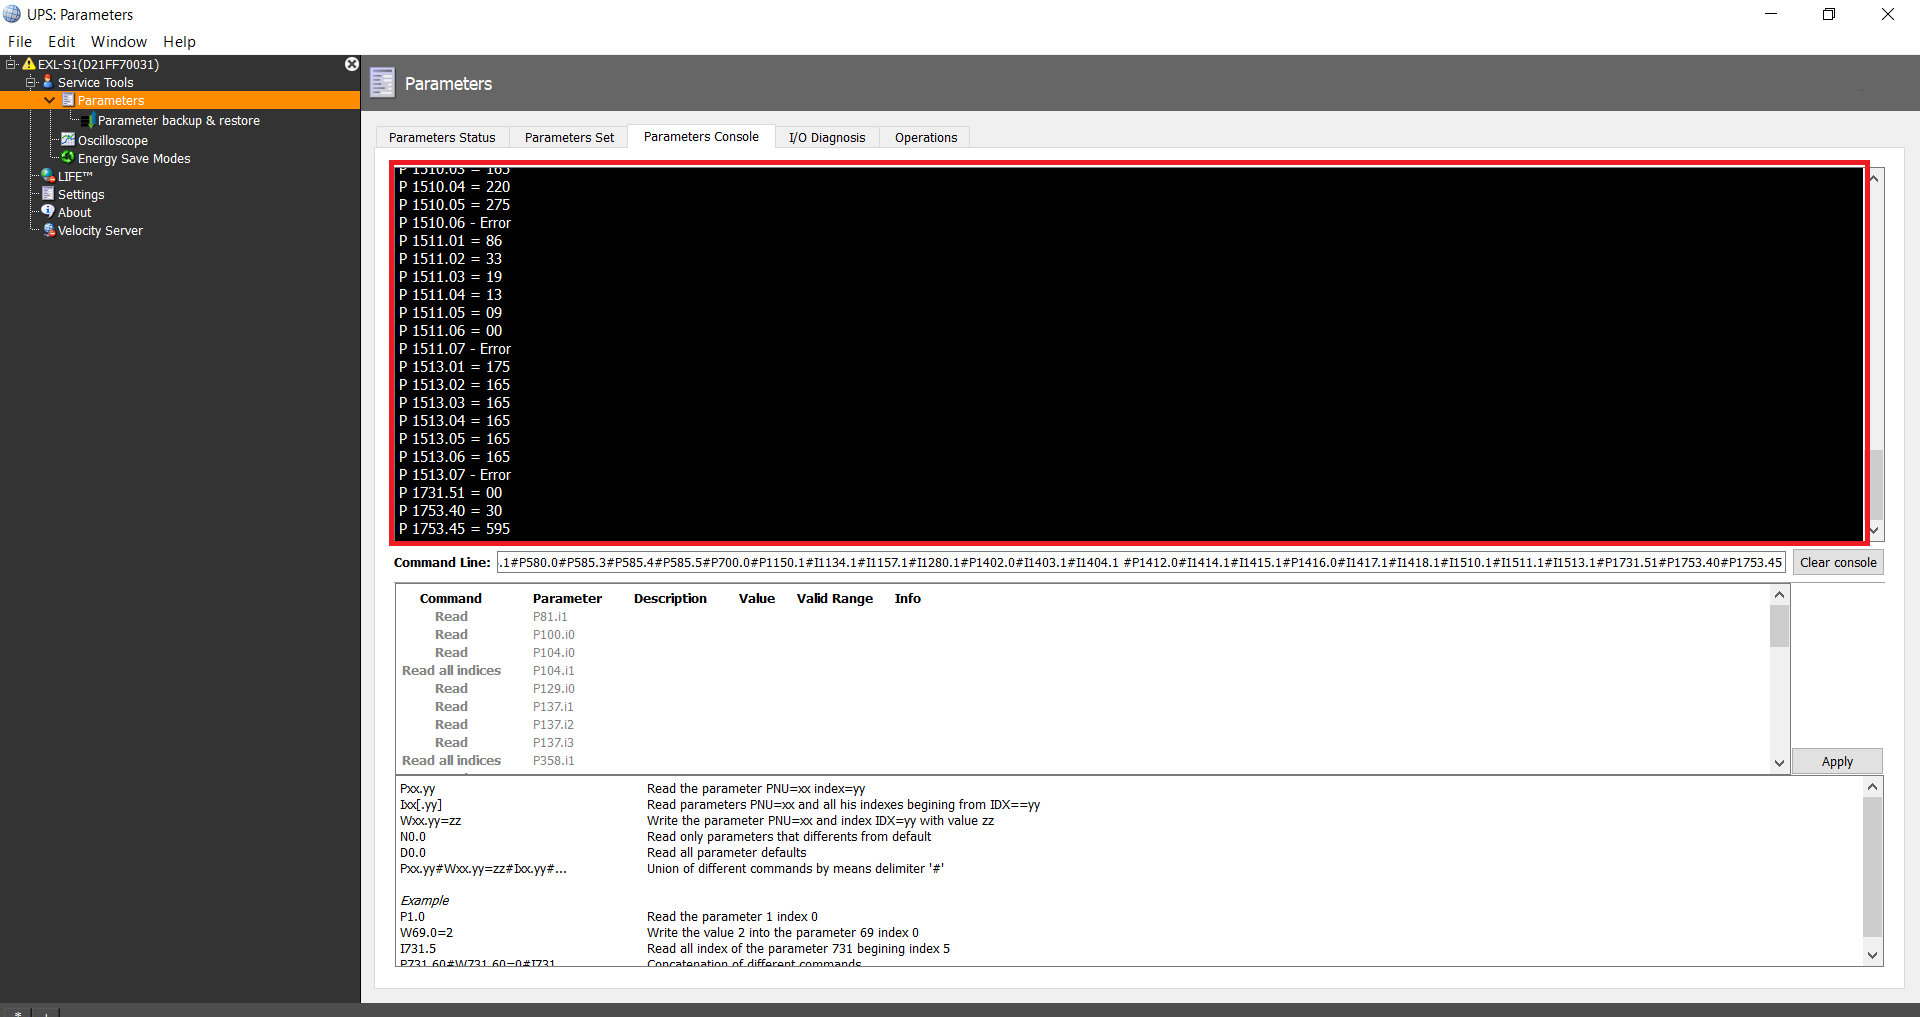 UPS: Parameters
File Edit Window Help
EXL-S1(D21FF70031)
Service Tools
Parameters
Parameter backup & restore
Oscilloscope
Energy Save Modes
LIFE™
Settings
About
Velocity Server
Parameters
Parameters Status Parameters Set Parameters Console I/O Diagnosis Operations
P 1510.03 = 165
P 1510.04 = 220
P 1510.05 = 275
P 1510.06 - Error
P 1511.01 = 86
P 1511.02 = 33
P 1511.03 = 19
P 1511.04 = 13
P 1511.05 = 09
P 1511.06 = 00
P 1511.07 - Error
P 1513.01 = 175
P 1513.02 = 165
P 1513.03 = 165
P 1513.04 = 165
P 1513.05 = 165
P 1513.06 = 165
P 1513.07 - Error
P 1731.51 = 00
P 1753.40 = 30
P 1753.45 = 595
Command Line: .1#P580.0#P585.3#P585.4#P585.5#P700.0#P1150.1#I1134.1#I1157.1#I1280.1#P1402.0#I1403.1#I1404.1 #P1412.0#I1414.1#I1415.1#P1416.0#I1417.1#I1418.1#I1510.1#I1511.1#I1513.1#P1731.51#P1753.40#P1753.45 Clear console
Command Parameter Description Value Valid Range Info
Read P81.i1
Read P100.i0
Read P104.i0
Read all indices P104.i1
Read P129.i0
Read P137.i1
Read P137.i2
Read P137.i3
Read all indices P358.i1
Apply
Pxx.yy Read the parameter PNU=xx index=yy
Ixx[.yy] Read parameters PNU=xx and all his indexes begining from IDX==yy
Wxx.yy=zz Write the parameter PNU=xx and index IDX=yy with value zz
N0.0 Read only parameters that differents from default
D0.0 Read all parameter defaults
Pxx.yy#Wxx.yy=zz#Ixx.yy#... Union of different commands by means delimiter '#'
Example
P1.0 Read the parameter 1 index 0
W69.0=2 Write the value 2 into the parameter 69 index 0
I731.5 Read all index of the parameter 731 begining index 5
P731.60#W731.60=0#I731 Concatenation of different commands